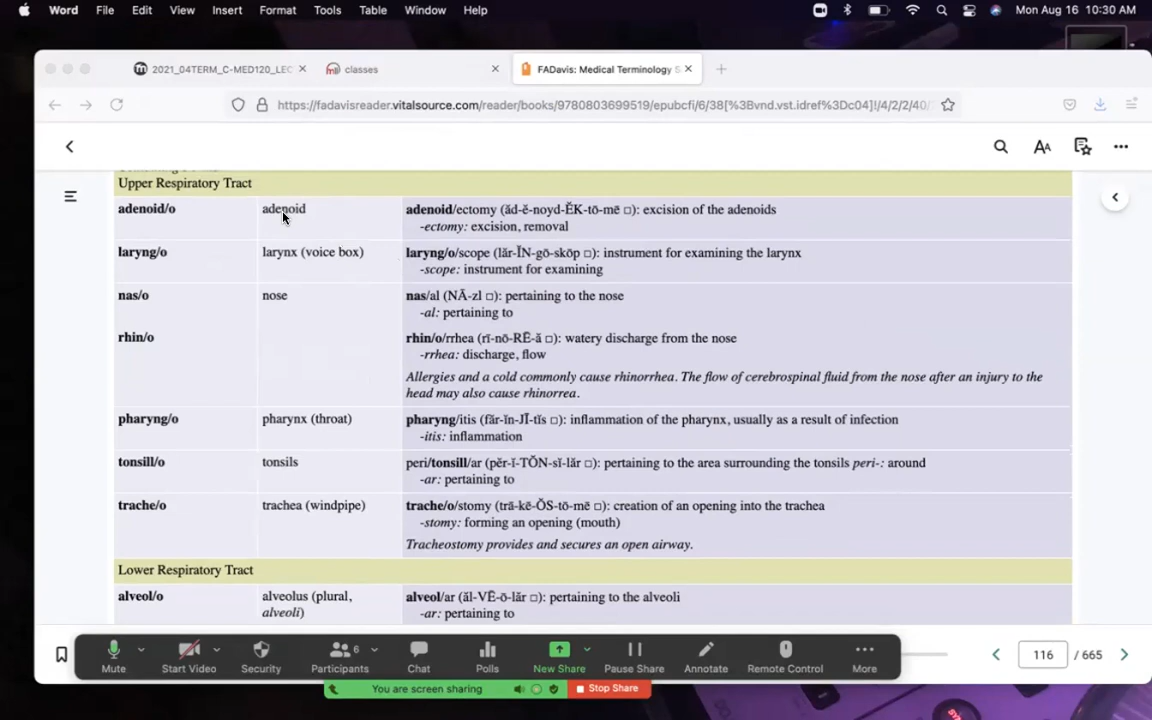 Word File Edit View Insert Format Tools Table Window Help Mon Aug 16 10:30 AM
2021_04TERM_C-MED120_LEC classes FADavis: Medical Terminology S
https://fadavisreader.vitalsource.com/reader/books/9780803699519/epubcfi/6/38[%3Bvnd.vst.idref%3Dc04]!/4/2/2/40/
AA
Upper Respiratory Tract
adenoid/o adenoid adenoid/ectomy (ăd-ĕ-noyd-ĔK-tō-mē □): excision of the adenoids
-ectomy: excision, removal
laryng/o larynx (voice box) laryng/o/scope (lăr-ĬN-gō-skōp □): instrument for examining the larynx
-scope: instrument for examining
nas/o nose nas/al (NĀ-zl □): pertaining to the nose
-al: pertaining to
rhin/o rhin/o/rrhea (rī-nō-RĒ-ă □): watery discharge from the nose
-rrhea: discharge, flow
Allergies and a cold commonly cause rhinorrhea. The flow of cerebrospinal fluid from the nose after an injury to the
head may also cause rhinorrea.
pharyng/o pharynx (throat) pharyng/itis (făr-ĭn-JĪ-tĭs □): inflammation of the pharynx, usually as a result of infection
-itis: inflammation
tonsill/o tonsils peri/tonsill/ar (pĕr-ĭ-TŎN-sĭ-lăr □): pertaining to the area surrounding the tonsils peri-: around
-ar: pertaining to
trache/o trachea (windpipe) trache/o/stomy (trā-kē-ŎS-tō-mē □): creation of an opening into the trachea
-stomy: forming an opening (mouth)
Tracheostomy provides and secures an open airway.
Lower Respiratory Tract
alveol/o alveolus (plural, alveol/ar (ăl-VĒ-ō-lăr □): pertaining to the alveoli
alveoli) -ar: pertaining to
6
Mute Start Video Security Participants Chat Polls New Share Pause Share Annotate Remote Control More
116 / 665
You are screen sharing Stop Share